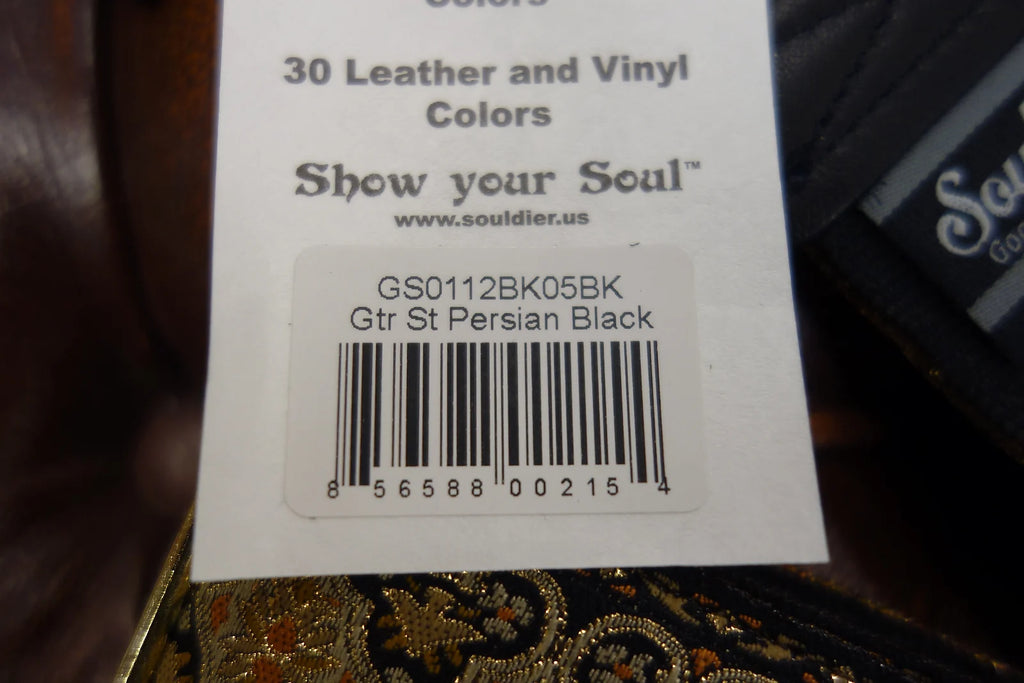 Colors
30 Leather and Vinyl
Colors
Show your Soul™
www.souldier.us
GS0112BK05BK
Gtr St Persian Black
8 56588 00215 4